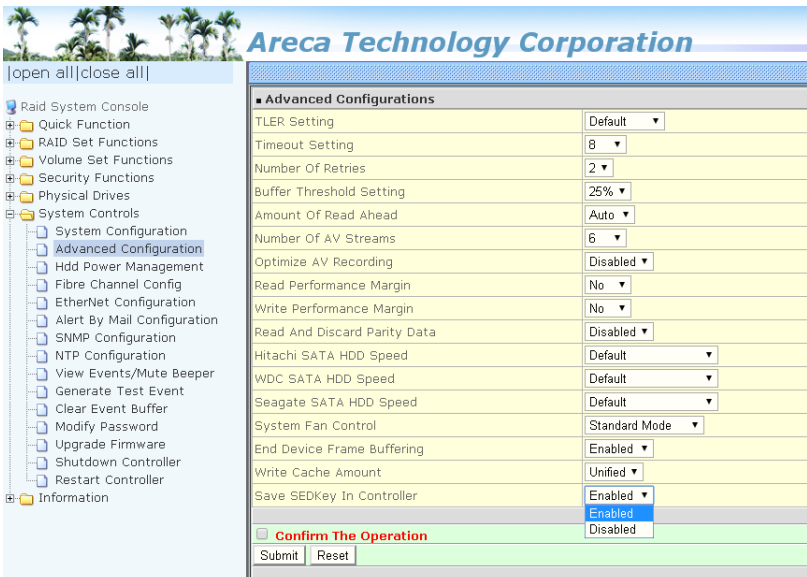 Areca Technology Corporation
|open all|close all|
Raid System Console
Quick Function
RAID Set Functions
Volume Set Functions
Security Functions
Physical Drives
System Controls
System Configuration
Advanced Configuration
Hdd Power Management
Fibre Channel Config
EtherNet Configuration
Alert By Mail Configuration
SNMP Configuration
NTP Configuration
View Events/Mute Beeper
Generate Test Event
Clear Event Buffer
Modify Password
Upgrade Firmware
Shutdown Controller
Restart Controller
Information
Advanced Configurations
TLER Setting Default
Timeout Setting 8
Number Of Retries 2
Buffer Threshold Setting 25%
Amount Of Read Ahead Auto
Number Of AV Streams 6
Optimize AV Recording Disabled
Read Performance Margin No
Write Performance Margin No
Read And Discard Parity Data Disabled
Hitachi SATA HDD Speed Default
WDC SATA HDD Speed Default
Seagate SATA HDD Speed Default
System Fan Control Standard Mode
End Device Frame Buffering Enabled
Write Cache Amount Unified
Save SEDKey In Controller Enabled
Enabled
Disabled
Confirm The Operation
Submit Reset